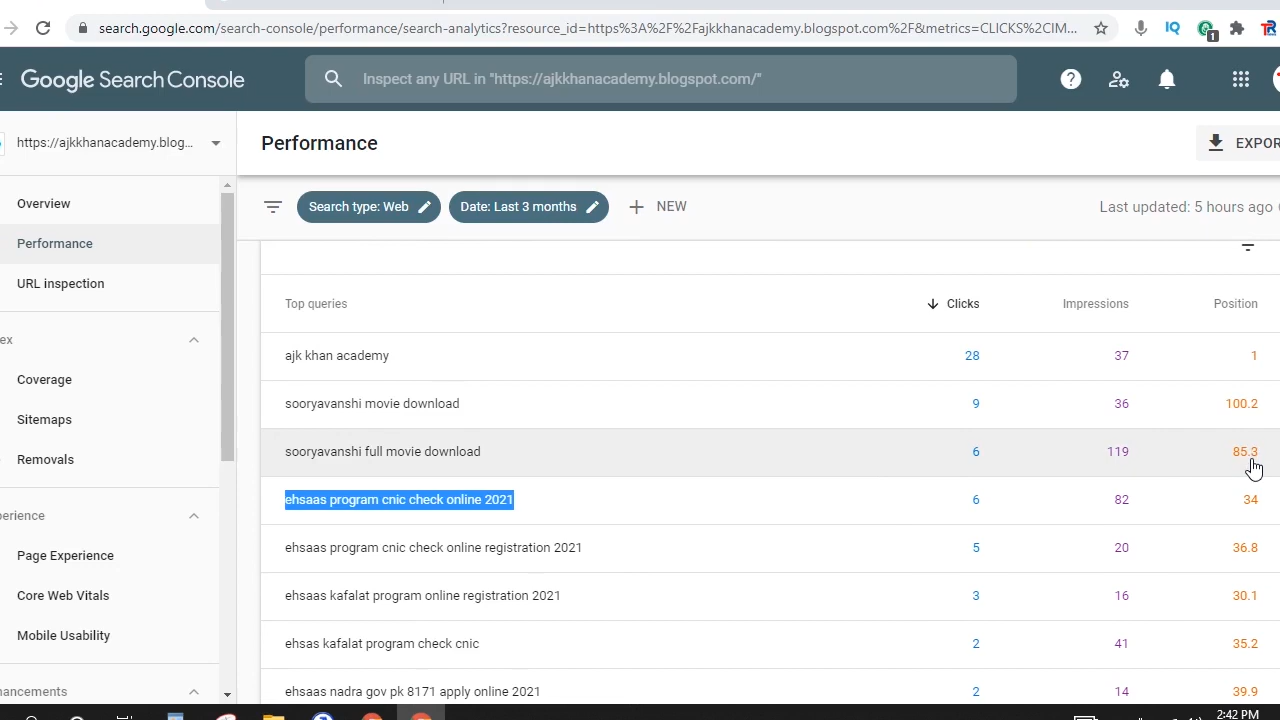 search.google.com/search-console/performance/search-analytics?resource_id=https%3A%2F%2Fajkkhanacademy.blogspot.com%2F&metrics=CLICKS%2CIM...
IQ
1
Google Search Console
Inspect any URL in "https://ajkkhanacademy.blogspot.com/"
https://ajkkhanacademy.blog...
Performance
EXPOR
Overview
Search type: Web
Date: Last 3 months
NEW
Last updated: 5 hours ago
Performance
URL inspection
Top queries
Clicks
Impressions
Position
ex
ajk khan academy 28 37 1
Coverage
sooryavanshi movie download 9 36 100.2
Sitemaps
sooryavanshi full movie download 6 119 85.3
Removals
ehsaas program cnic check online 2021 6 82 34
perience
ehsaas program cnic check online registration 2021 5 20 36.8
Page Experience
ehsaas kafalat program online registration 2021 3 16 30.1
Core Web Vitals
ehsas kafalat program check cnic 2 41 35.2
Mobile Usability
ehsaas nadra gov pk 8171 apply online 2021 2 14 39.9
hancements
2:42 PM